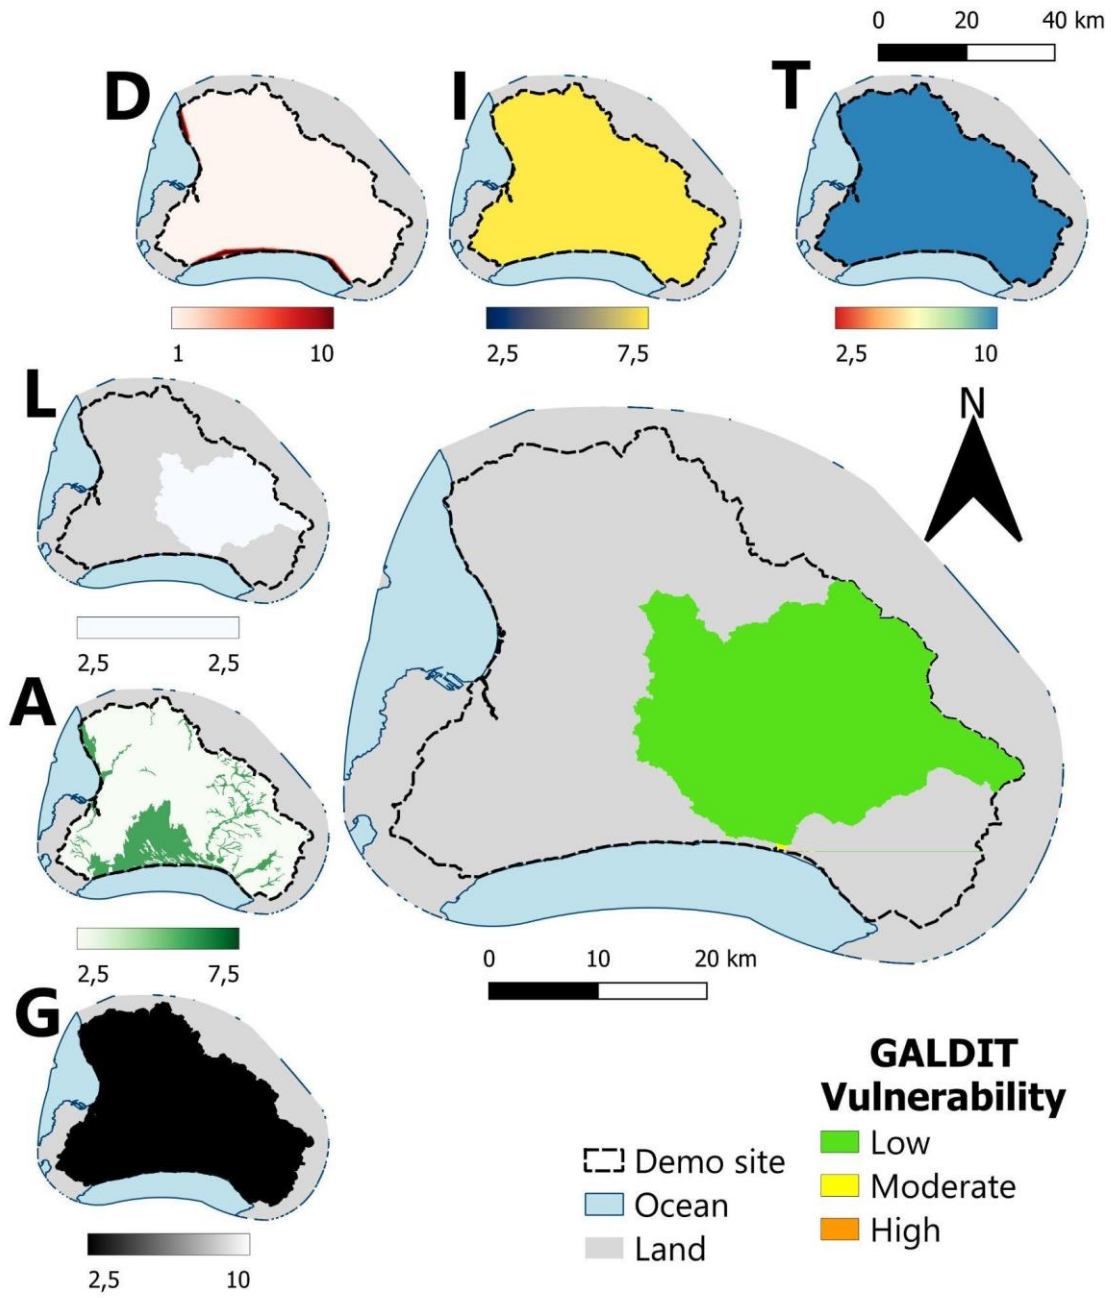 0 20 40 km
D
I
T
1 10
2,5 7,5
2,5 10
L
N
2,5 2,5
A
0 10 20 km
2,5 7,5
G
GALDIT
Vulnerability
Low
Demo site
Moderate
Ocean
High
Land
2,5 10